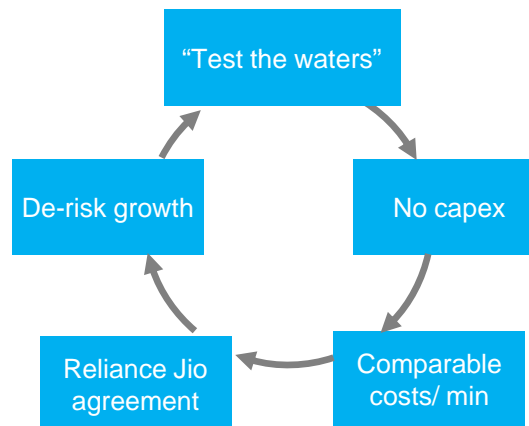 “Test the waters”
No capex
Comparable
costs/ min
Reliance Jio
agreement
De-risk growth